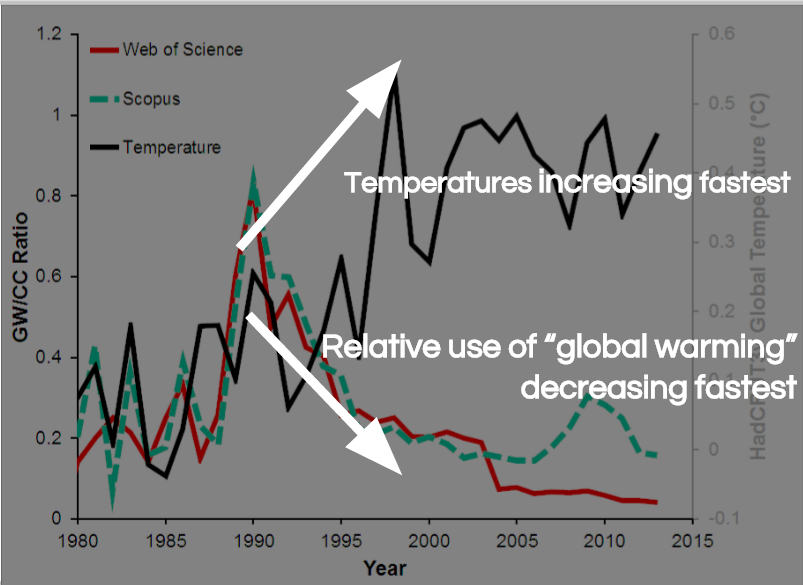 1.2
1
0.8
0.6
0.4
0.2
0
GW/CC Ratio
Web of Science
Scopus
Temperature
Temperatures increasing fastest
Relative use of “global warming”
decreasing fastest
0.6
0.5
0.4
0.3
0.2
0.1
0
-0.1
Global Temperature (°C)
1980 1985 1990 1995 2000 2005 2010 2015
Year